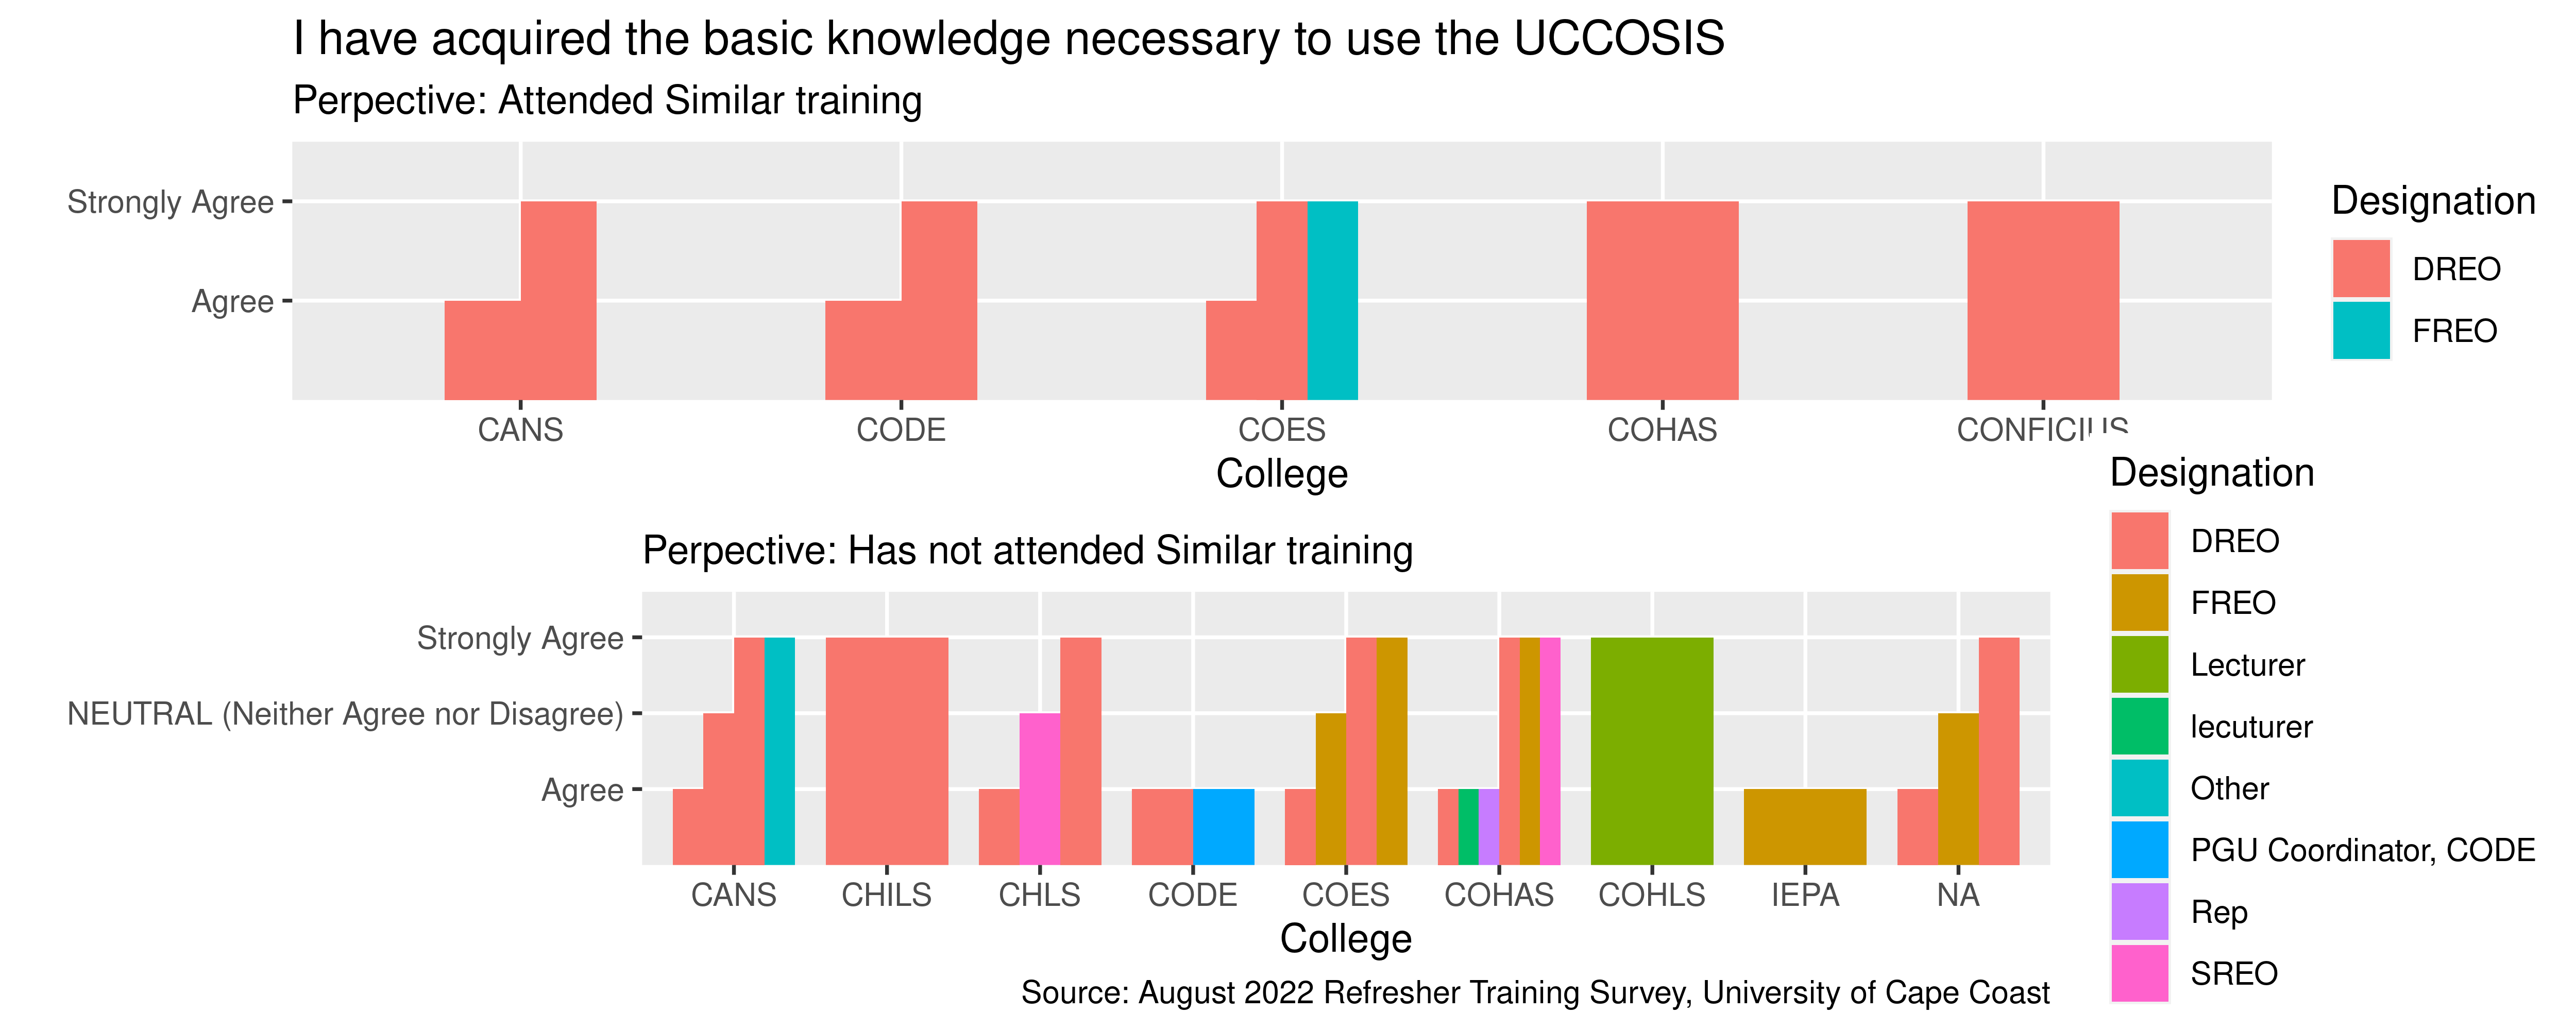 I have acquired the basic knowledge necessary to use the UCCOSIS
Perpective: Attended Similar training
Strongly Agree
Agree
CANS CODE COES COHAS CONFICIUS
College
Designation
DREO
FREO
Perpective: Has not attended Similar training
Strongly Agree
NEUTRAL (Neither Agree nor Disagree)
Agree
CANS CHILS CHLS CODE COES COHAS COHLS IEPA NA
College
Designation
DREO
FREO
Lecturer
lecuturer
Other
PGU Coordinator, CODE
Rep
SREO
Source: August 2022 Refresher Training Survey, University of Cape Coast